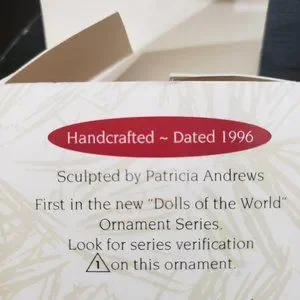 Handcrafted ~ Dated 1996
Sculpted by Patricia Andrews
First in the new "Dolls of the World"
Ornament Series.
Look for series verification
1 on this ornament.